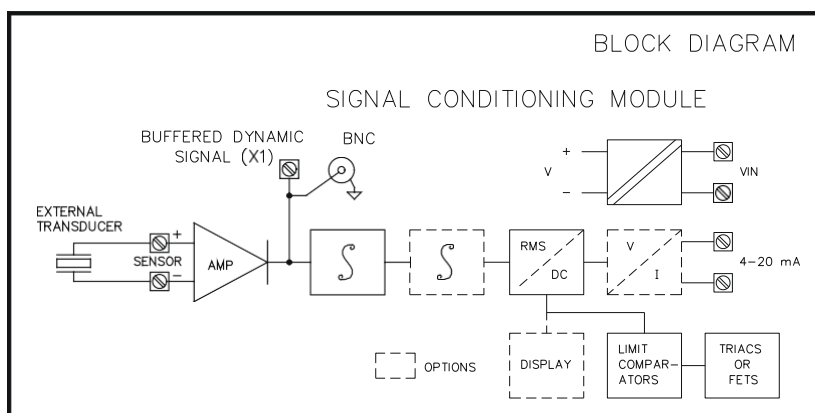 BLOCK DIAGRAM
SIGNAL CONDITIONING MODULE
BUFFERED DYNAMIC
SIGNAL (X1)
BNC
+
V
−
VIN
EXTERNAL
TRANSDUCER
+
SENSOR
−
AMP
∫
∫
RMS
DC
V
I
4-20 mA
OPTIONS
DISPLAY
LIMIT
COMPAR-
ATORS
TRIACS
OR
FETS